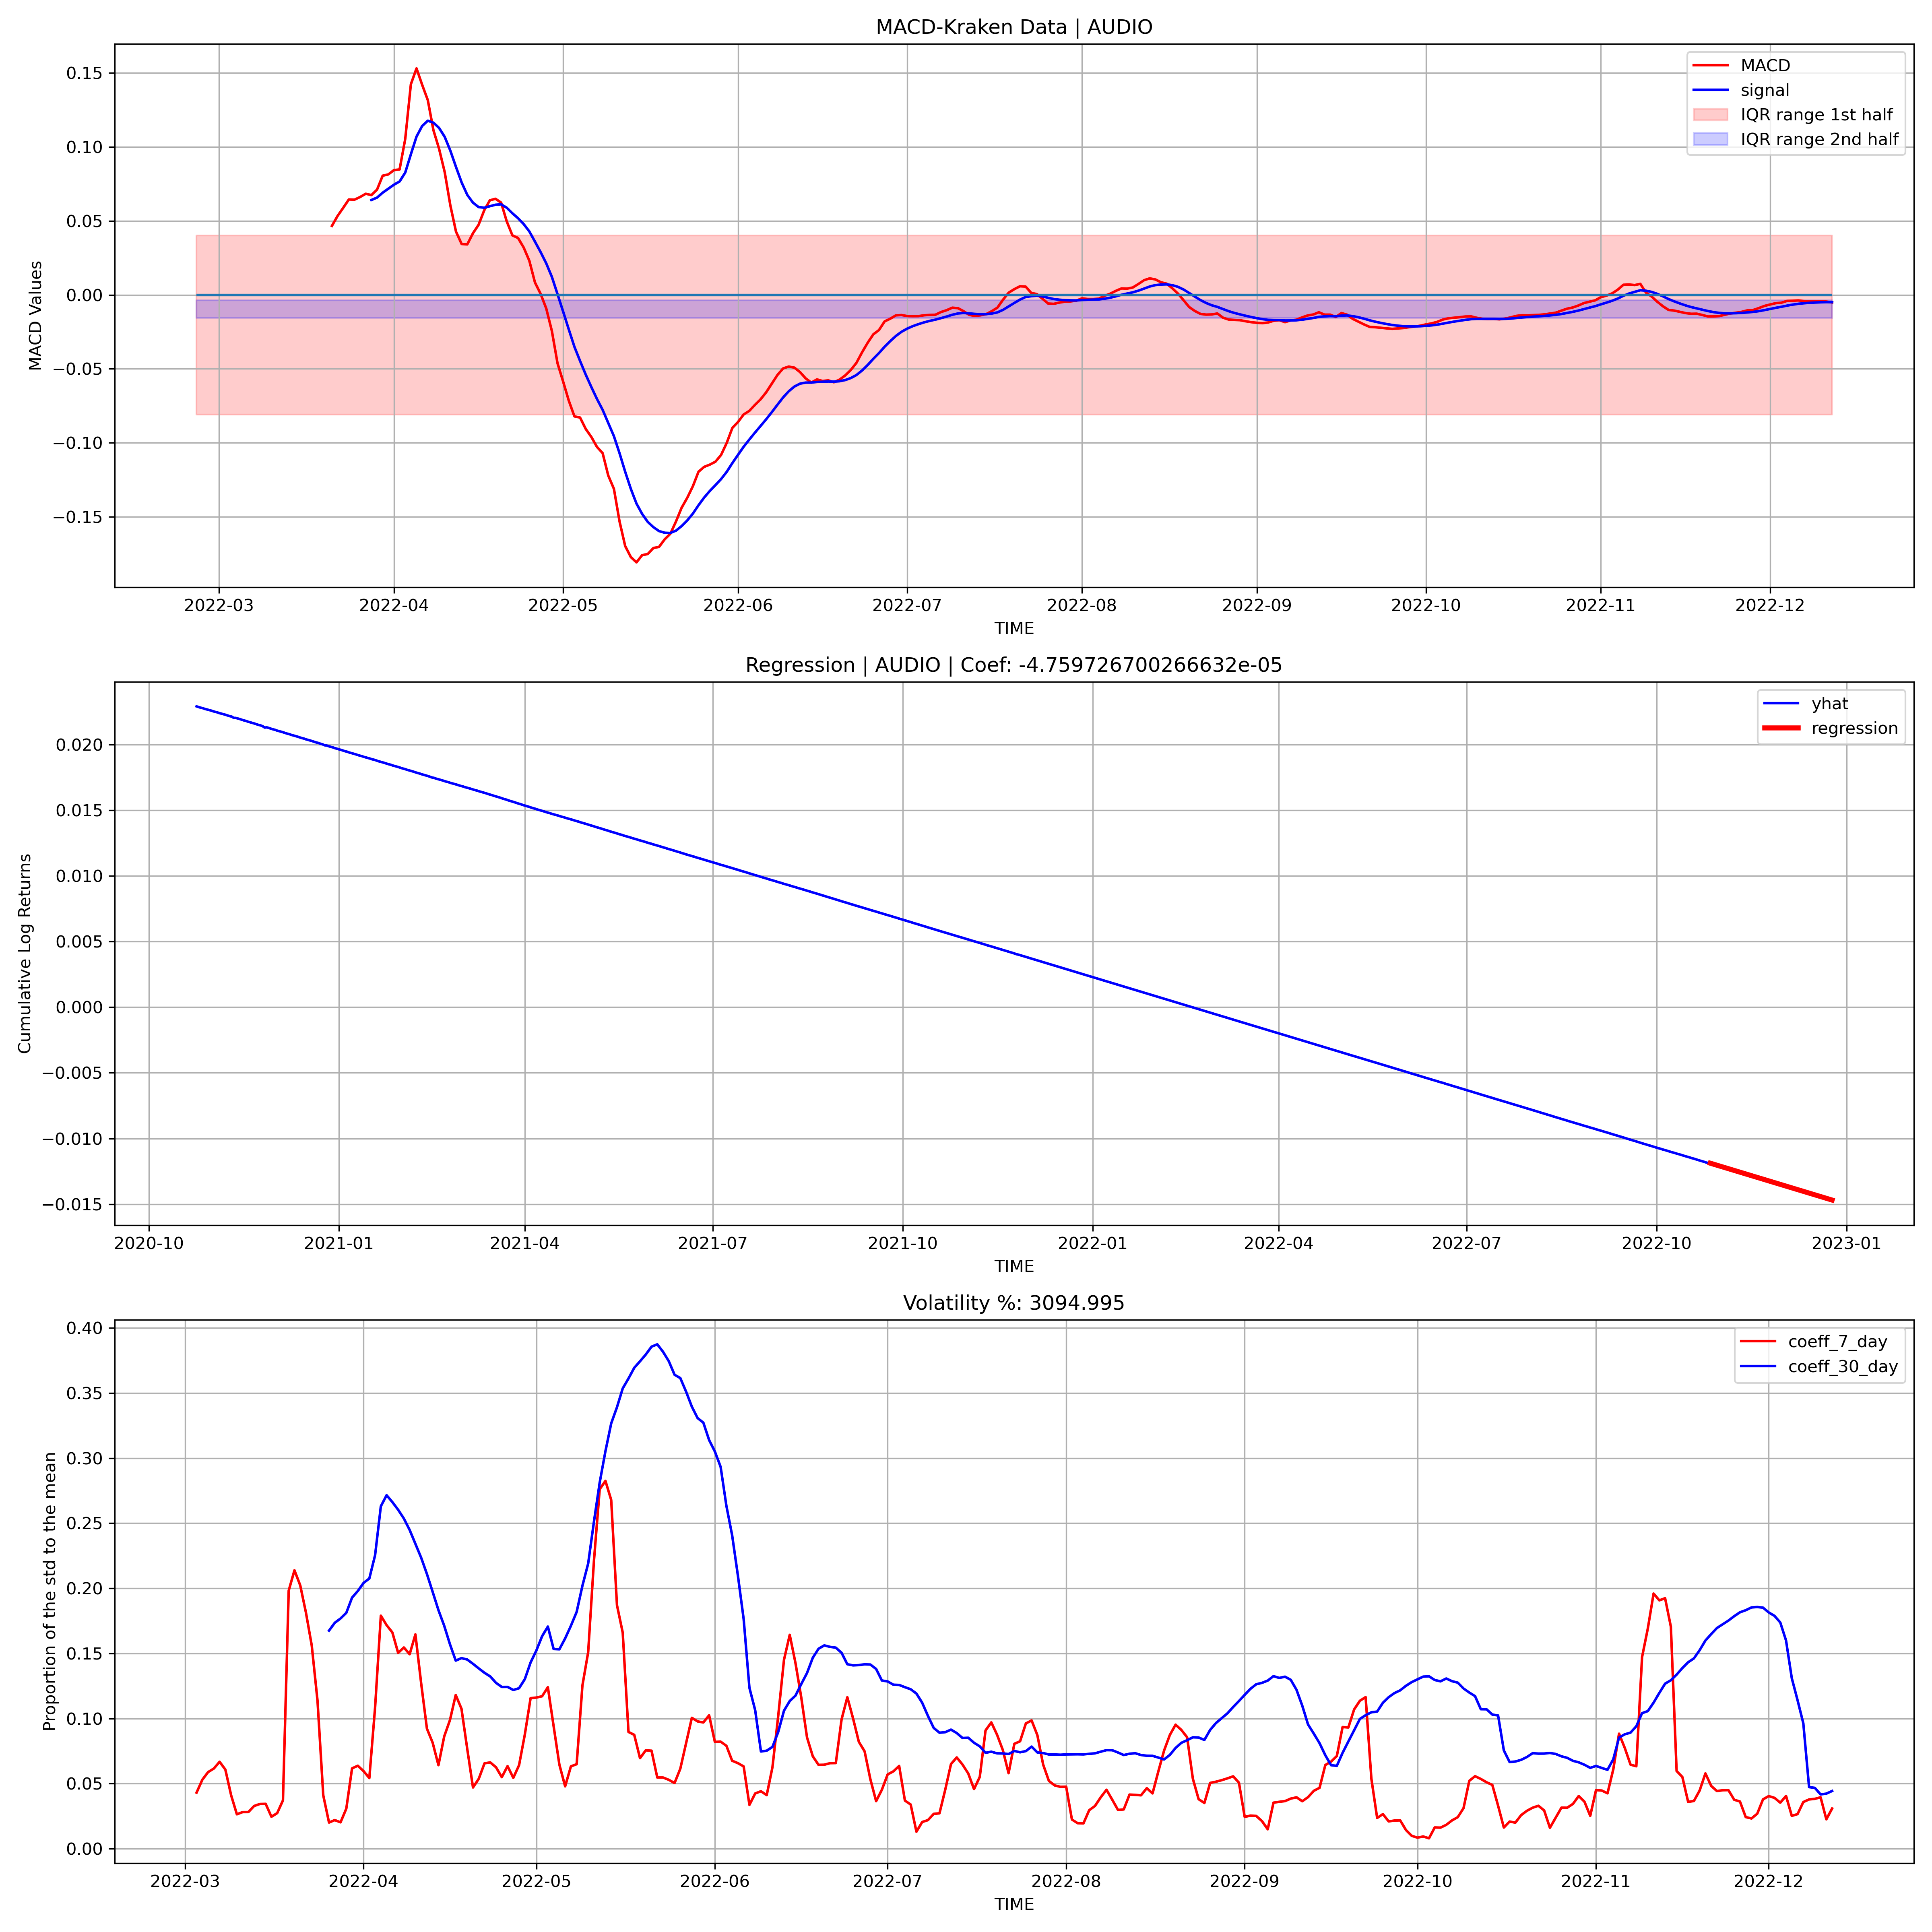 MACD-Kraken Data | AUDIO
MACD Values
0.15
0.10
0.05
0.00
−0.05
−0.10
−0.15
MACD
signal
IQR range 1st half
IQR range 2nd half
2022-03 2022-04 2022-05 2022-06 2022-07 2022-08 2022-09 2022-10 2022-11 2022-12
TIME
Regression | AUDIO | Coef: -4.759726700266632e-05
Cumulative Log Returns
0.020
0.015
0.010
0.005
0.000
−0.005
−0.010
−0.015
yhat
regression
2020-10 2021-01 2021-04 2021-07 2021-10 2022-01 2022-04 2022-07 2022-10 2023-01
TIME
Volatility %: 3094.995
Proportion of the std to the mean
0.40
0.35
0.30
0.25
0.20
0.15
0.10
0.05
0.00
coeff_7_day
coeff_30_day
2022-03 2022-04 2022-05 2022-06 2022-07 2022-08 2022-09 2022-10 2022-11 2022-12
TIME